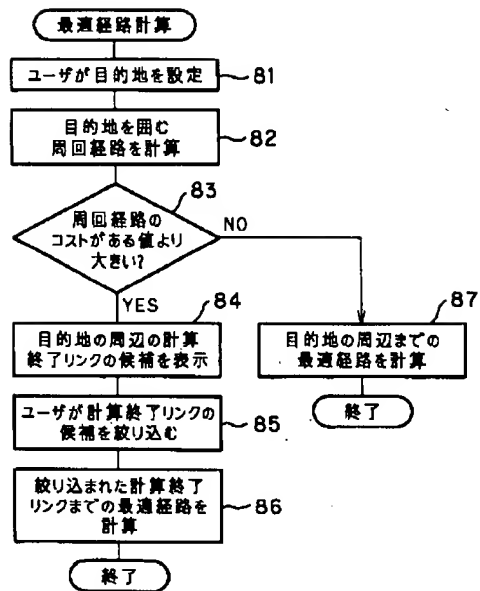 最適経路計算
ユーザが目的地を設定
81
目的地を囲む
周回経路を計算
82
83
周回経路の
コストがある値より
大きい?
NO
YES
84
目的地の周辺の計算
終了リンクの候補を表示
87
目的地の周辺までの
最適経路を計算
終了
ユーザが計算終了リンクの
候補を絞り込む
85
絞り込まれた計算終了
リンクまでの最適経路を
計算
86
終了